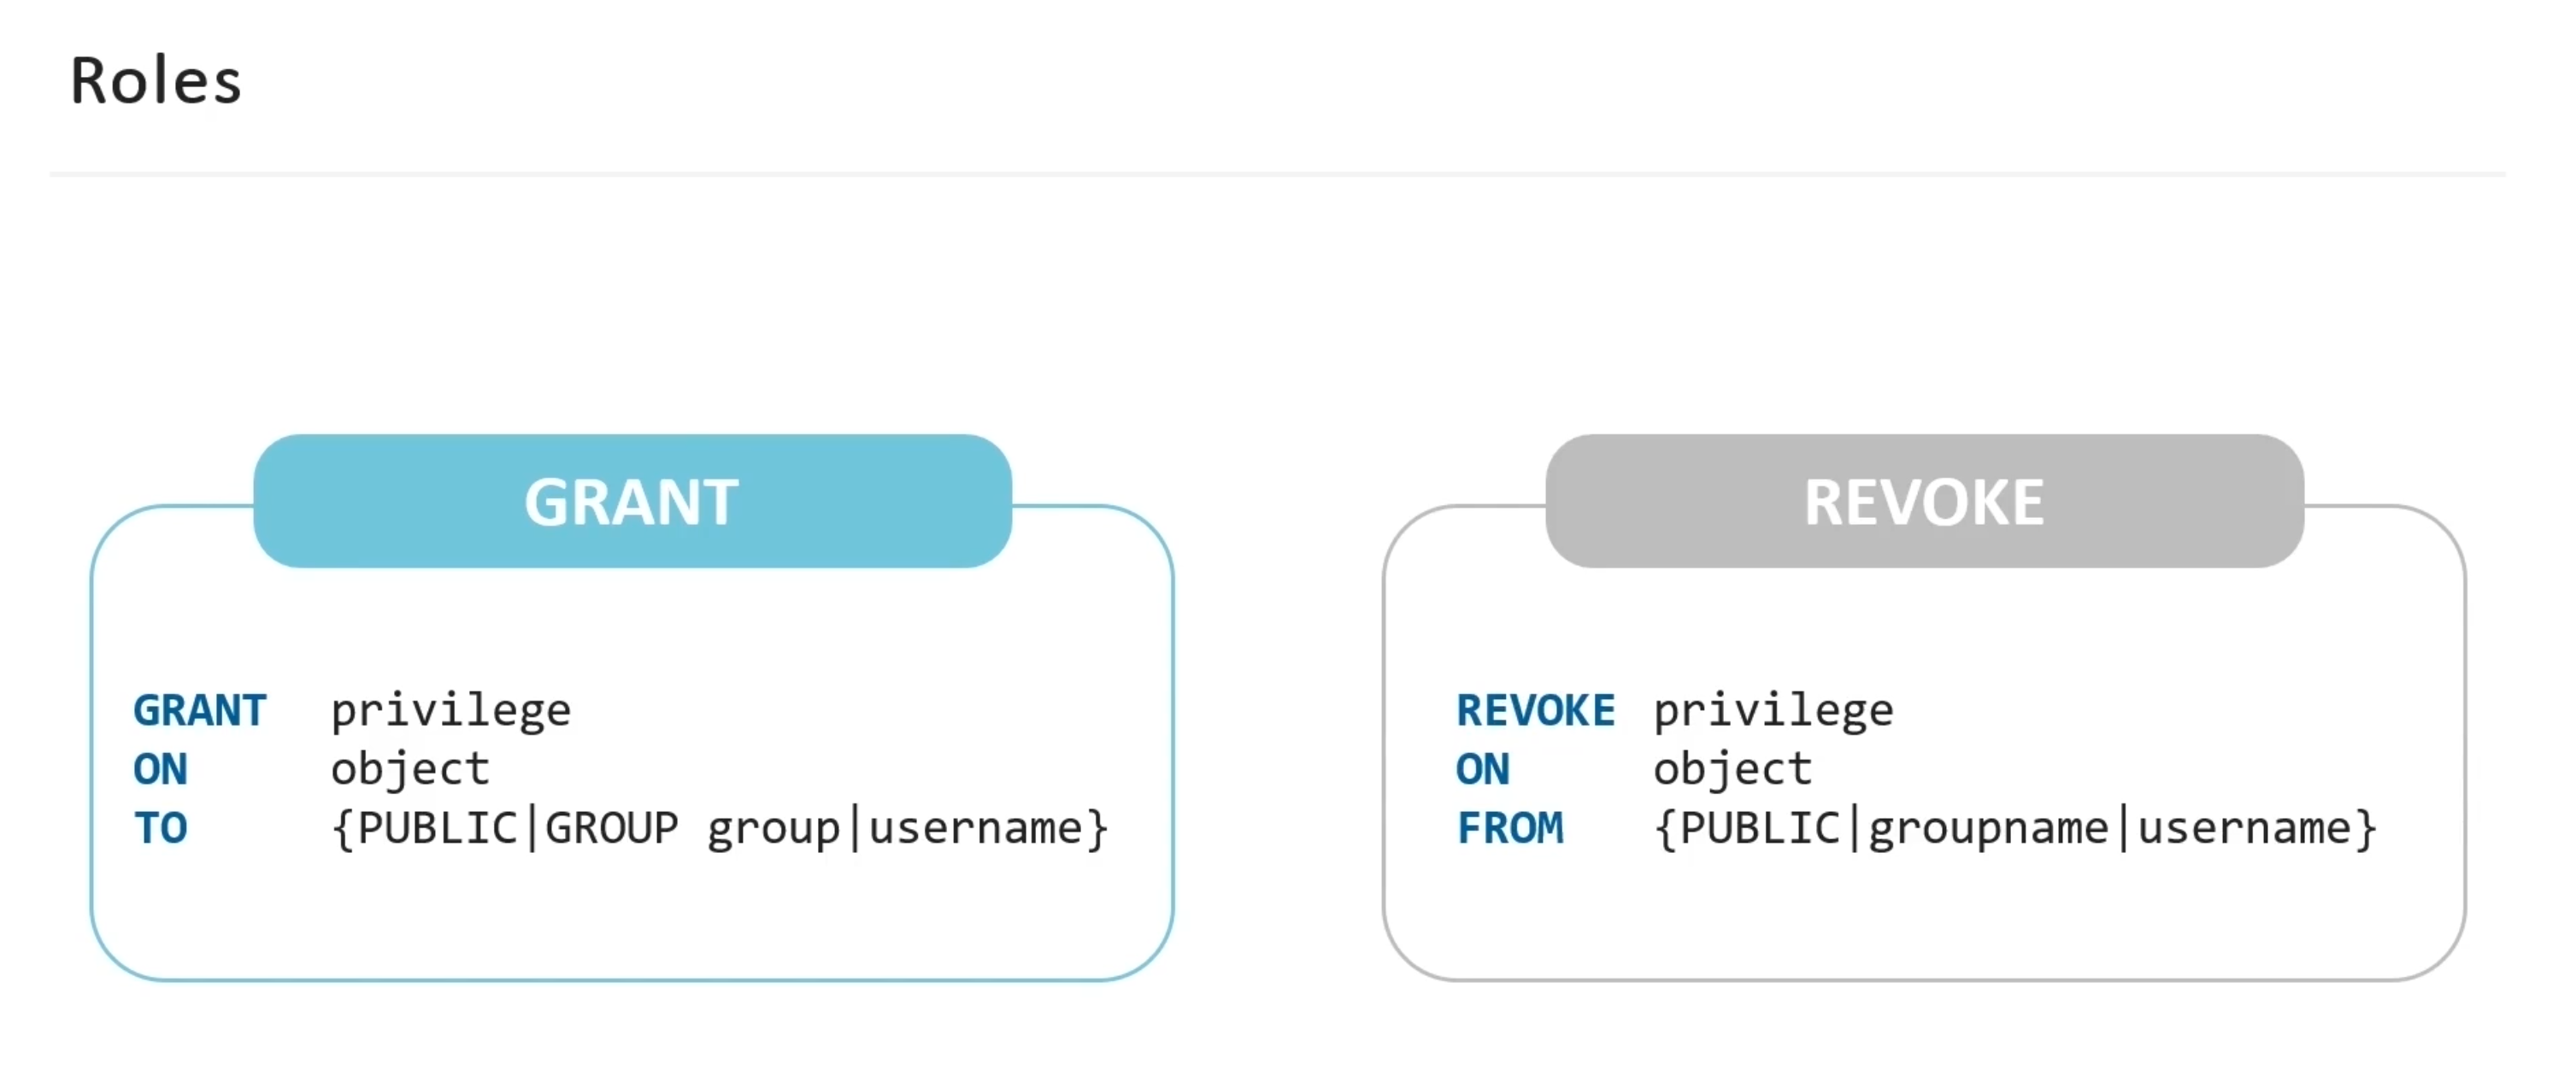 Roles
GRANT
GRANT privilege
ON object
TO {PUBLIC|GROUP group|username}
REVOKE
REVOKE privilege
ON object
FROM {PUBLIC|groupname|username}